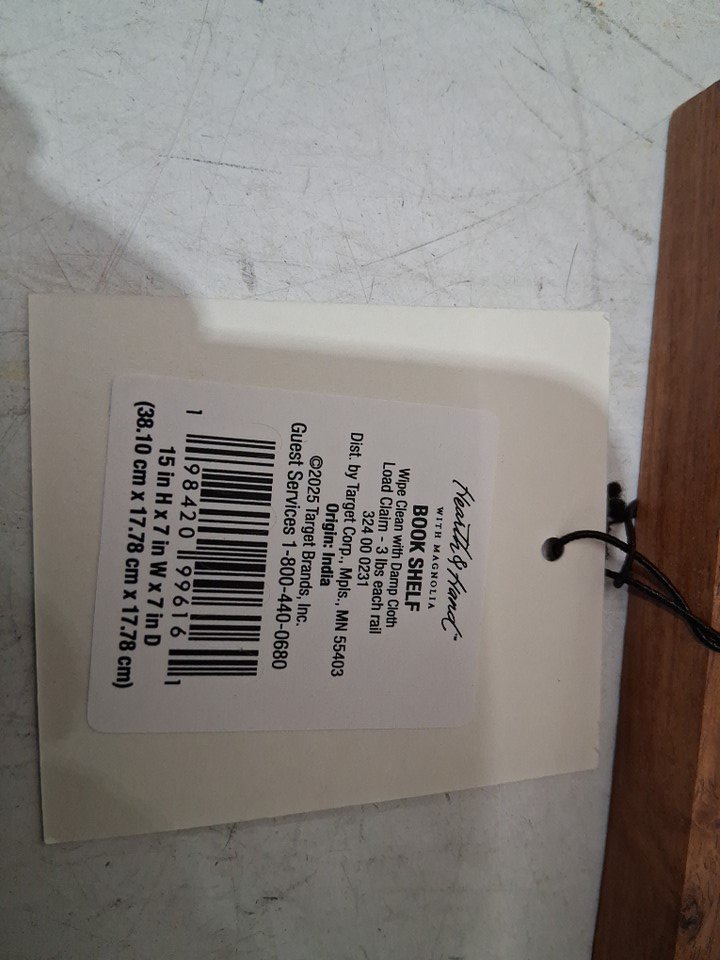 Hearth & Hand™
WITH MAGNOLIA
BOOK SHELF
Wipe Clean with Damp Cloth
Load Claim - 3 lbs each rail
324 00 0231
Dist. by Target Corp., Mpls., MN 55403
Origin: India
©2025 Target Brands, Inc.
Guest Services 1-800-440-0680
1 98420 99616 1
15 in H x 7 in W x 7 in D
(38.10 cm x 17.78 cm x 17.78 cm)